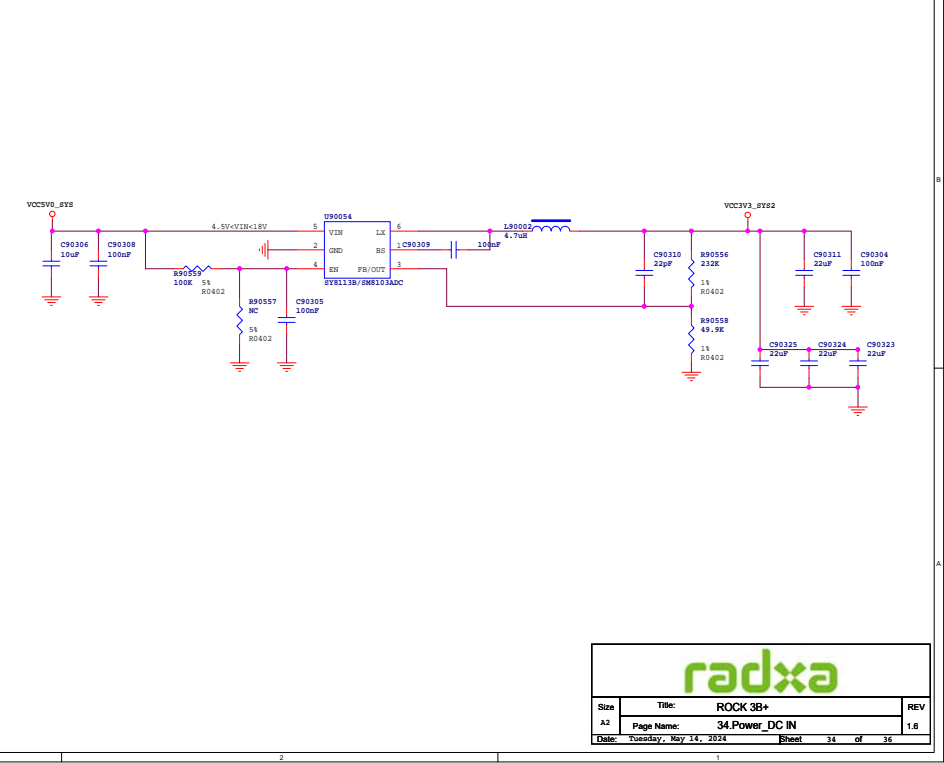 VCC5V0_SYS
C90306
10uF
C90308
100nF
4.5V<VIN<18V
R90559
100K
5%
R0402
R90557
NC
5%
R0402
C90305
100nF
U90054
5
VIN
LX
6
2
GND
BS
1
4
EN
FB/OUT
3
SY8113B/SM8103ADC
C90309
100nF
L90002
4.7uH
VCC3V3_SYS2
C90310
22pF
R90556
232K
1%
R0402
R90558
49.9K
1%
R0402
C90311
22uF
C90304
100nF
C90325
22uF
C90324
22uF
C90323
22uF
B
A
radxa
Size
Title:
ROCK 3B+
REV
A2
Page Name:
34.Power_DC IN
1.6
Date:
Tuesday, May 14, 2024
Sheet
34
of
36
2
1